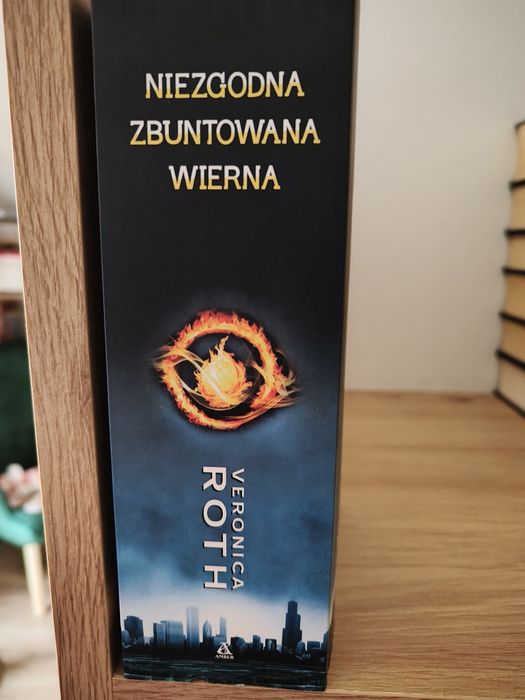 NIEZGODNA
ZBUNTOWANA
WIERNA
VERONICA
ROTH
AMBER